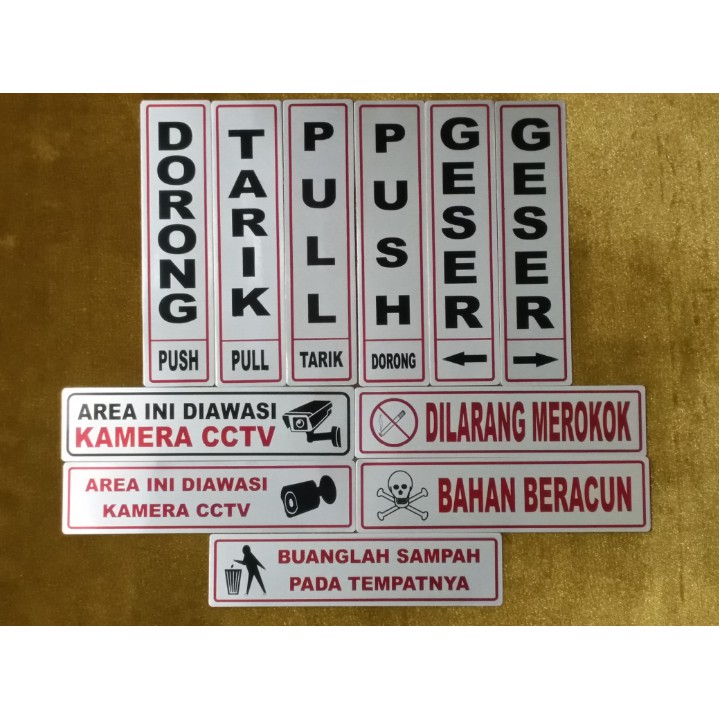 DORONG
PUSH
TARIK
PULL
PULL
TARIK
PUSH
DORONG
GESER
GESER
AREA INI DIAWASI
KAMERA CCTV
DILARANG MEROKOK
AREA INI DIAWASI
KAMERA CCTV
BAHAN BERACUN
BUANGLAH SAMPAH
PADA TEMPATNYA